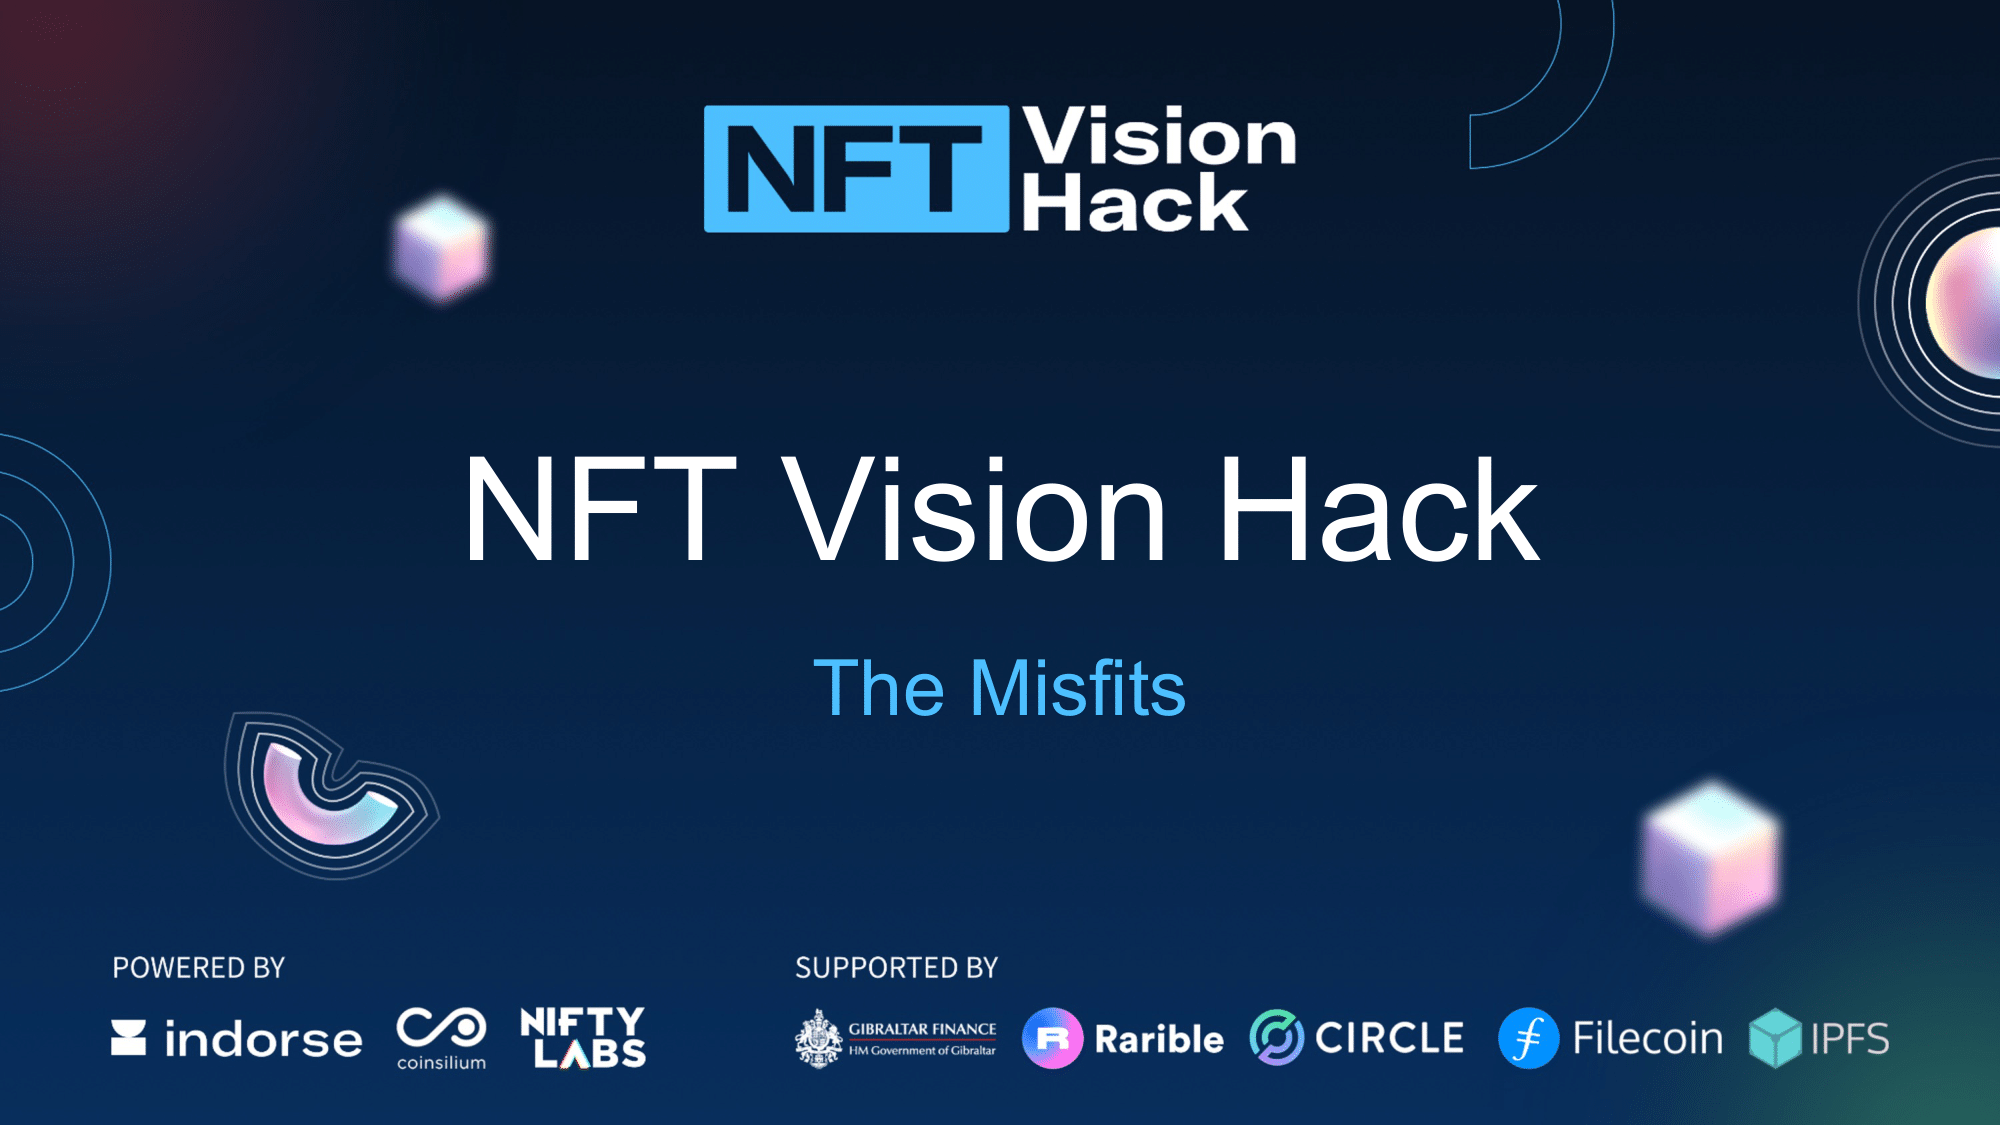 NFT Vision
Hack
NFT Vision Hack
The Misfits
POWERED BY
indorse
coinsilium
NIFTY
LABS
SUPPORTED BY
GIBRALTAR FINANCE
HM Government of Gibraltar
R Rarible
CIRCLE
Filecoin
IPFS